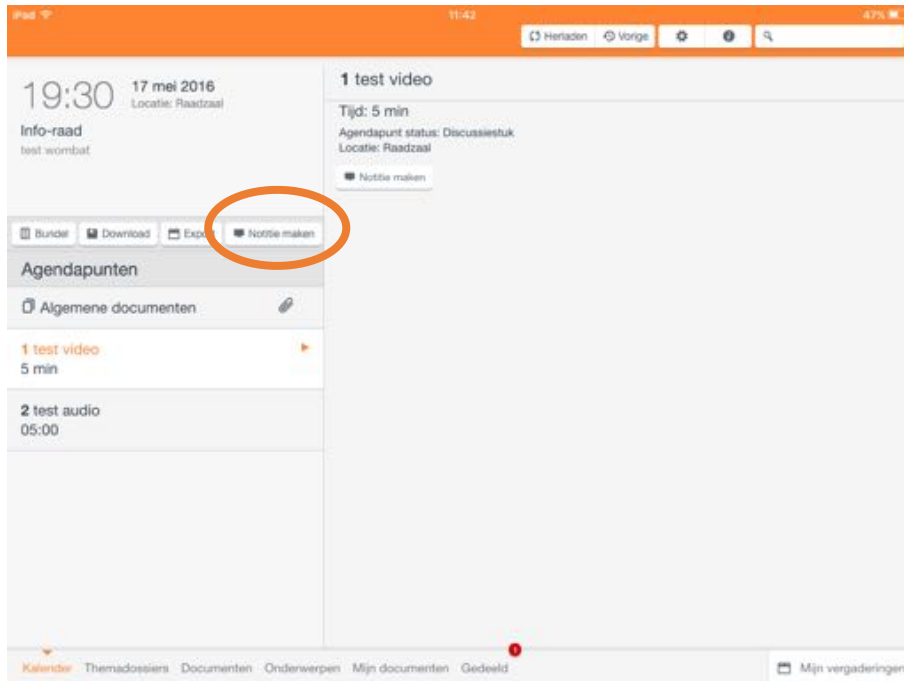 iPad 11:42 47%
Herladen Vorige
19:30 17 mei 2016
Locatie: Raadzaal
Info-raad
test wombat
Bundel Download Export Notitie maken
Agendapunten
Algemene documenten
1 test video
5 min
2 test audio
05:00
1 test video
Tijd: 5 min
Agendapunt status: Discussiestuk
Locatie: Raadzaal
Notitie maken
Kalender Themadossiers Documenten Onderwerpen Mijn documenten Gedeeld
Mijn vergaderingen